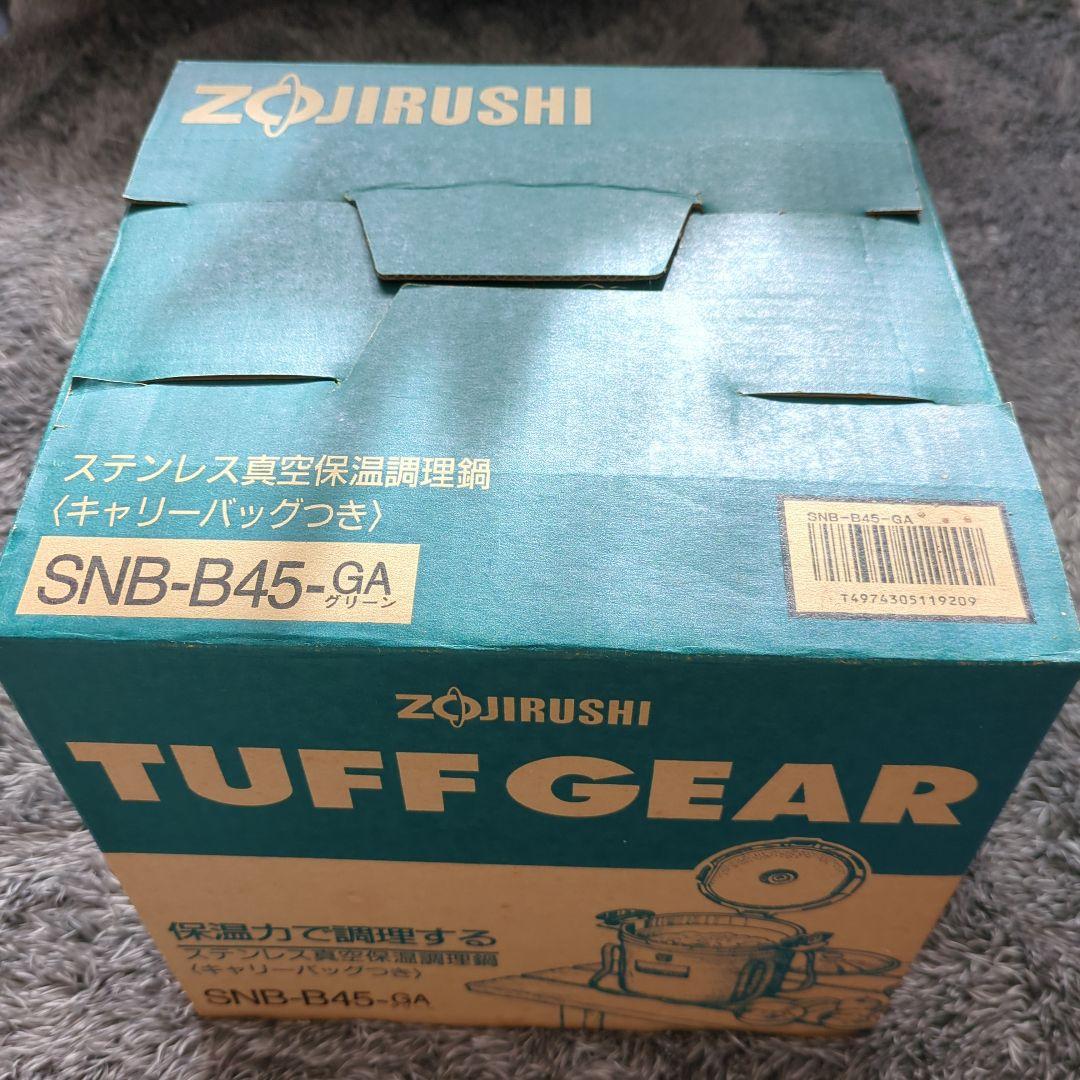 ZOJIRUSHI
ステンレス真空保温調理鍋
〈キャリーバッグつき〉
SNB-B45-GA
グリーン
SNB-B45-GA
T4974305119209
ZOJIRUSHI
TUFF GEAR
保温力で調理する
ステンレス真空保温調理鍋
〈キャリーバッグつき〉
SNB-B45-GA